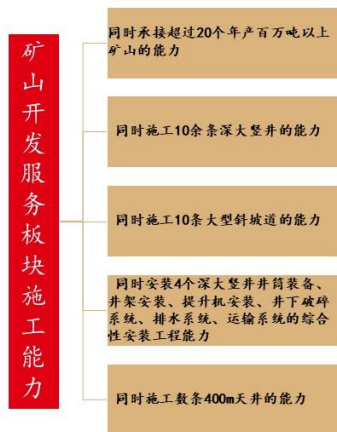 矿山开发服务板块施工能力
同时承接超过20个年产百万吨以上
矿山的能力
同时施工10余条深大竖井的能力
同时施工10条大型斜坡道的能力
同时安装4个深大竖井井筒装备、
井架安装、提升机安装、井下破碎
系统、排水系统、运输系统的综合
性安装工程能力
同时施工数条400m天井的能力